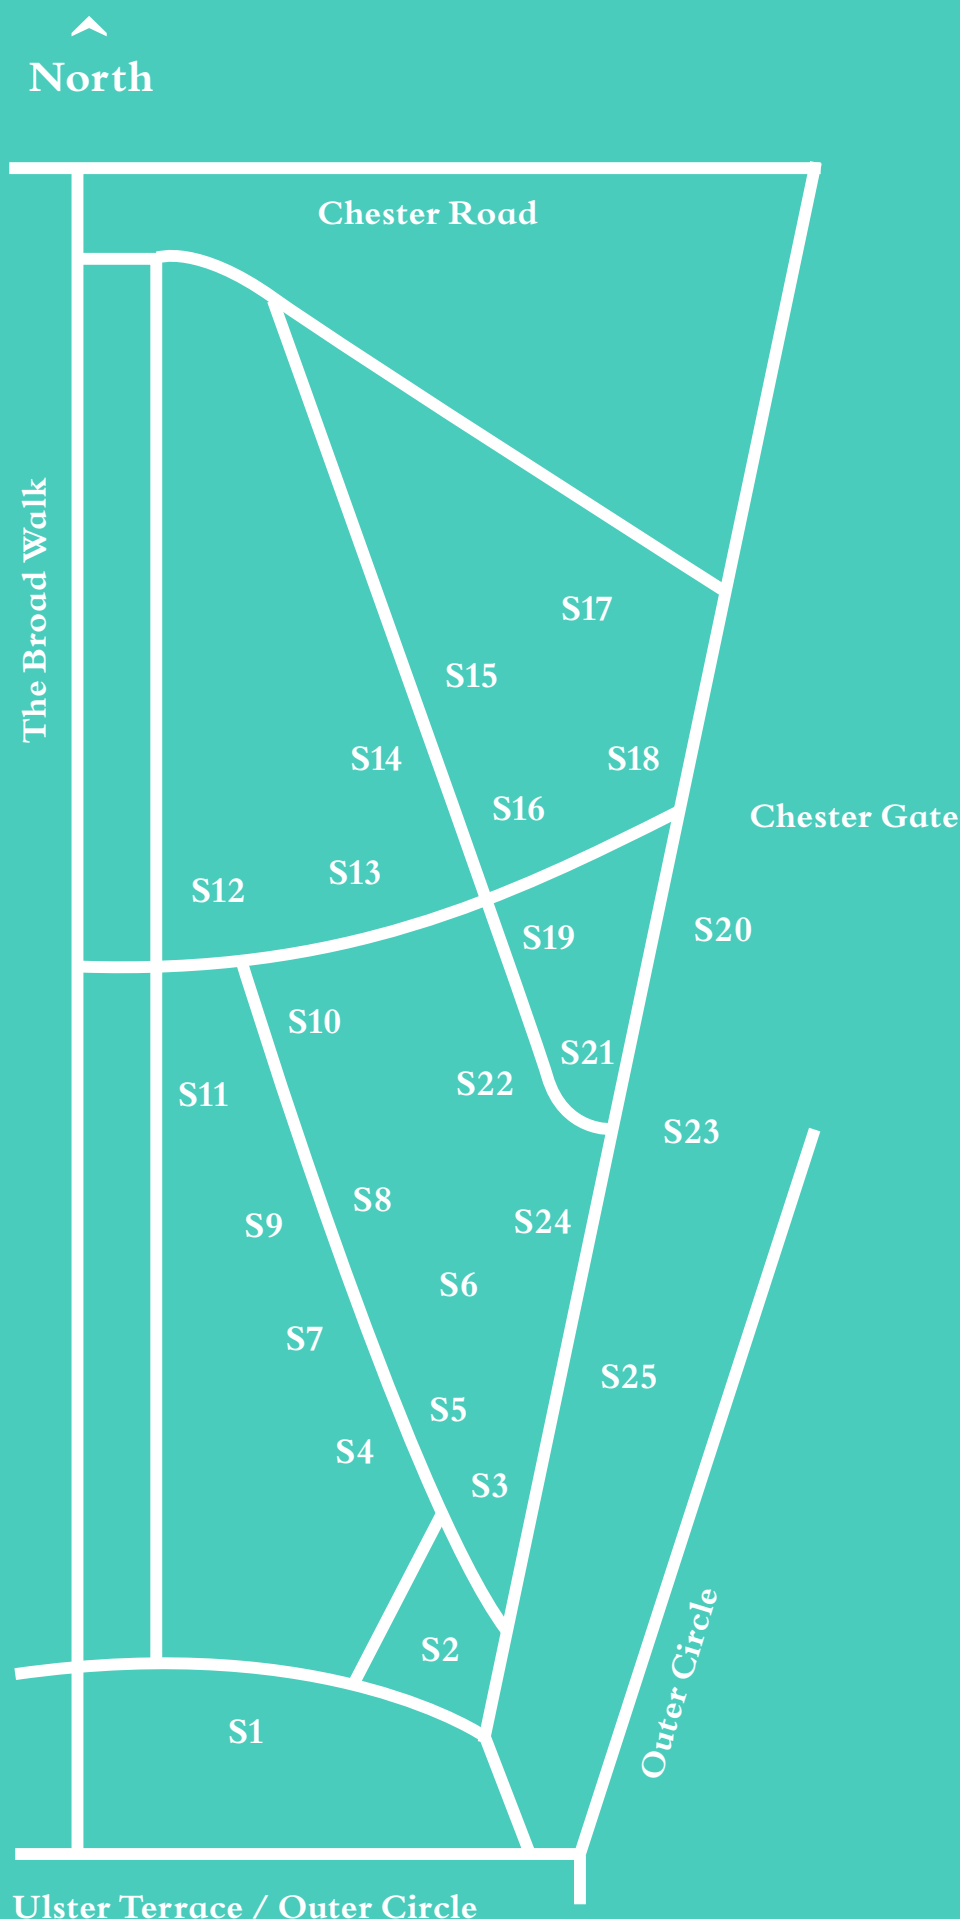 North
Chester Road
The Broad Walk
S17
S15
S14
S18
S16
Chester Gate
S13
S12
S19
S20
S10
S21
S22
S11
S23
S8
S24
S9
S6
S7
S25
S5
S4
S3
Outer Circle
S2
S1
Ulster Terrace / Outer Circle